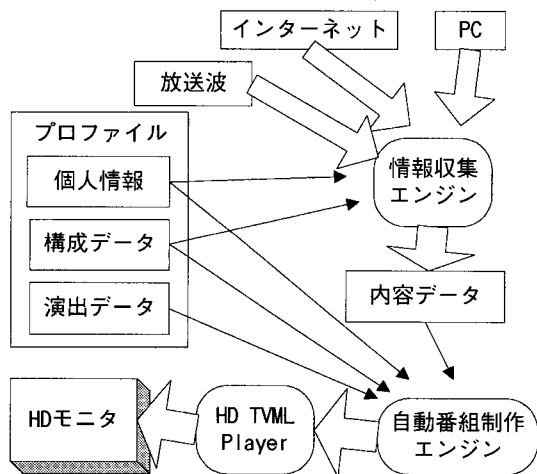 インターネット
PC
放送波
プロファイル
個人情報
構成データ
演出データ
情報収集
エンジン
内容データ
HDモニタ
HD TVML
Player
自動番組制作
エンジン